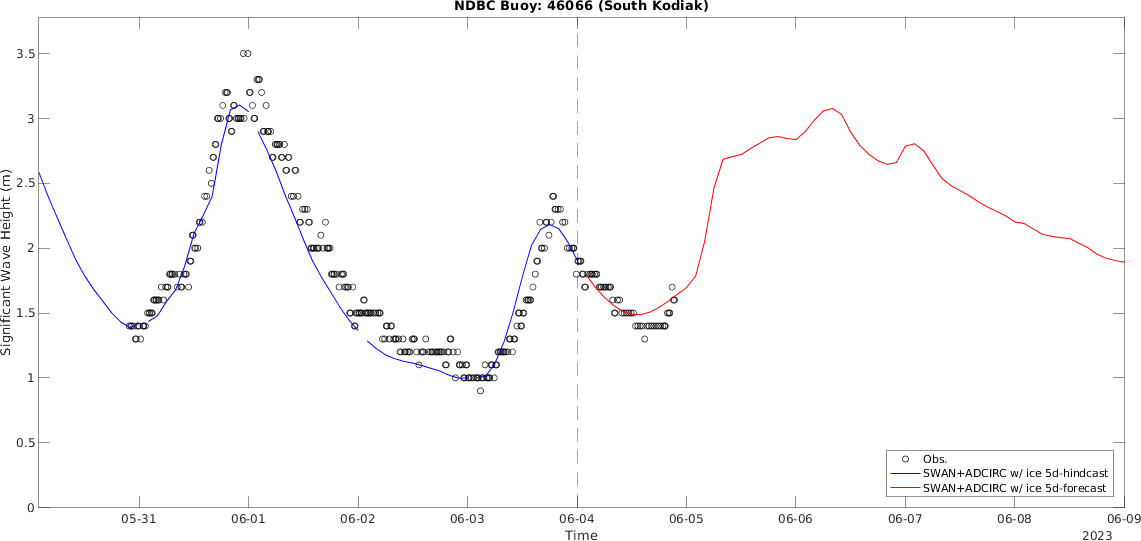 NDBC Buoy: 46066 (South Kodiak)
Significant Wave Height (m)
3.5
3
2.5
2
1.5
1
0.5
0
Obs.
SWAN+ADCIRC w/ ice 5d-hindcast
SWAN+ADCIRC w/ ice 5d-forecast
05-31 06-01 06-02 06-03 06-04 06-05 06-06 06-07 06-08 06-09
Time
2023